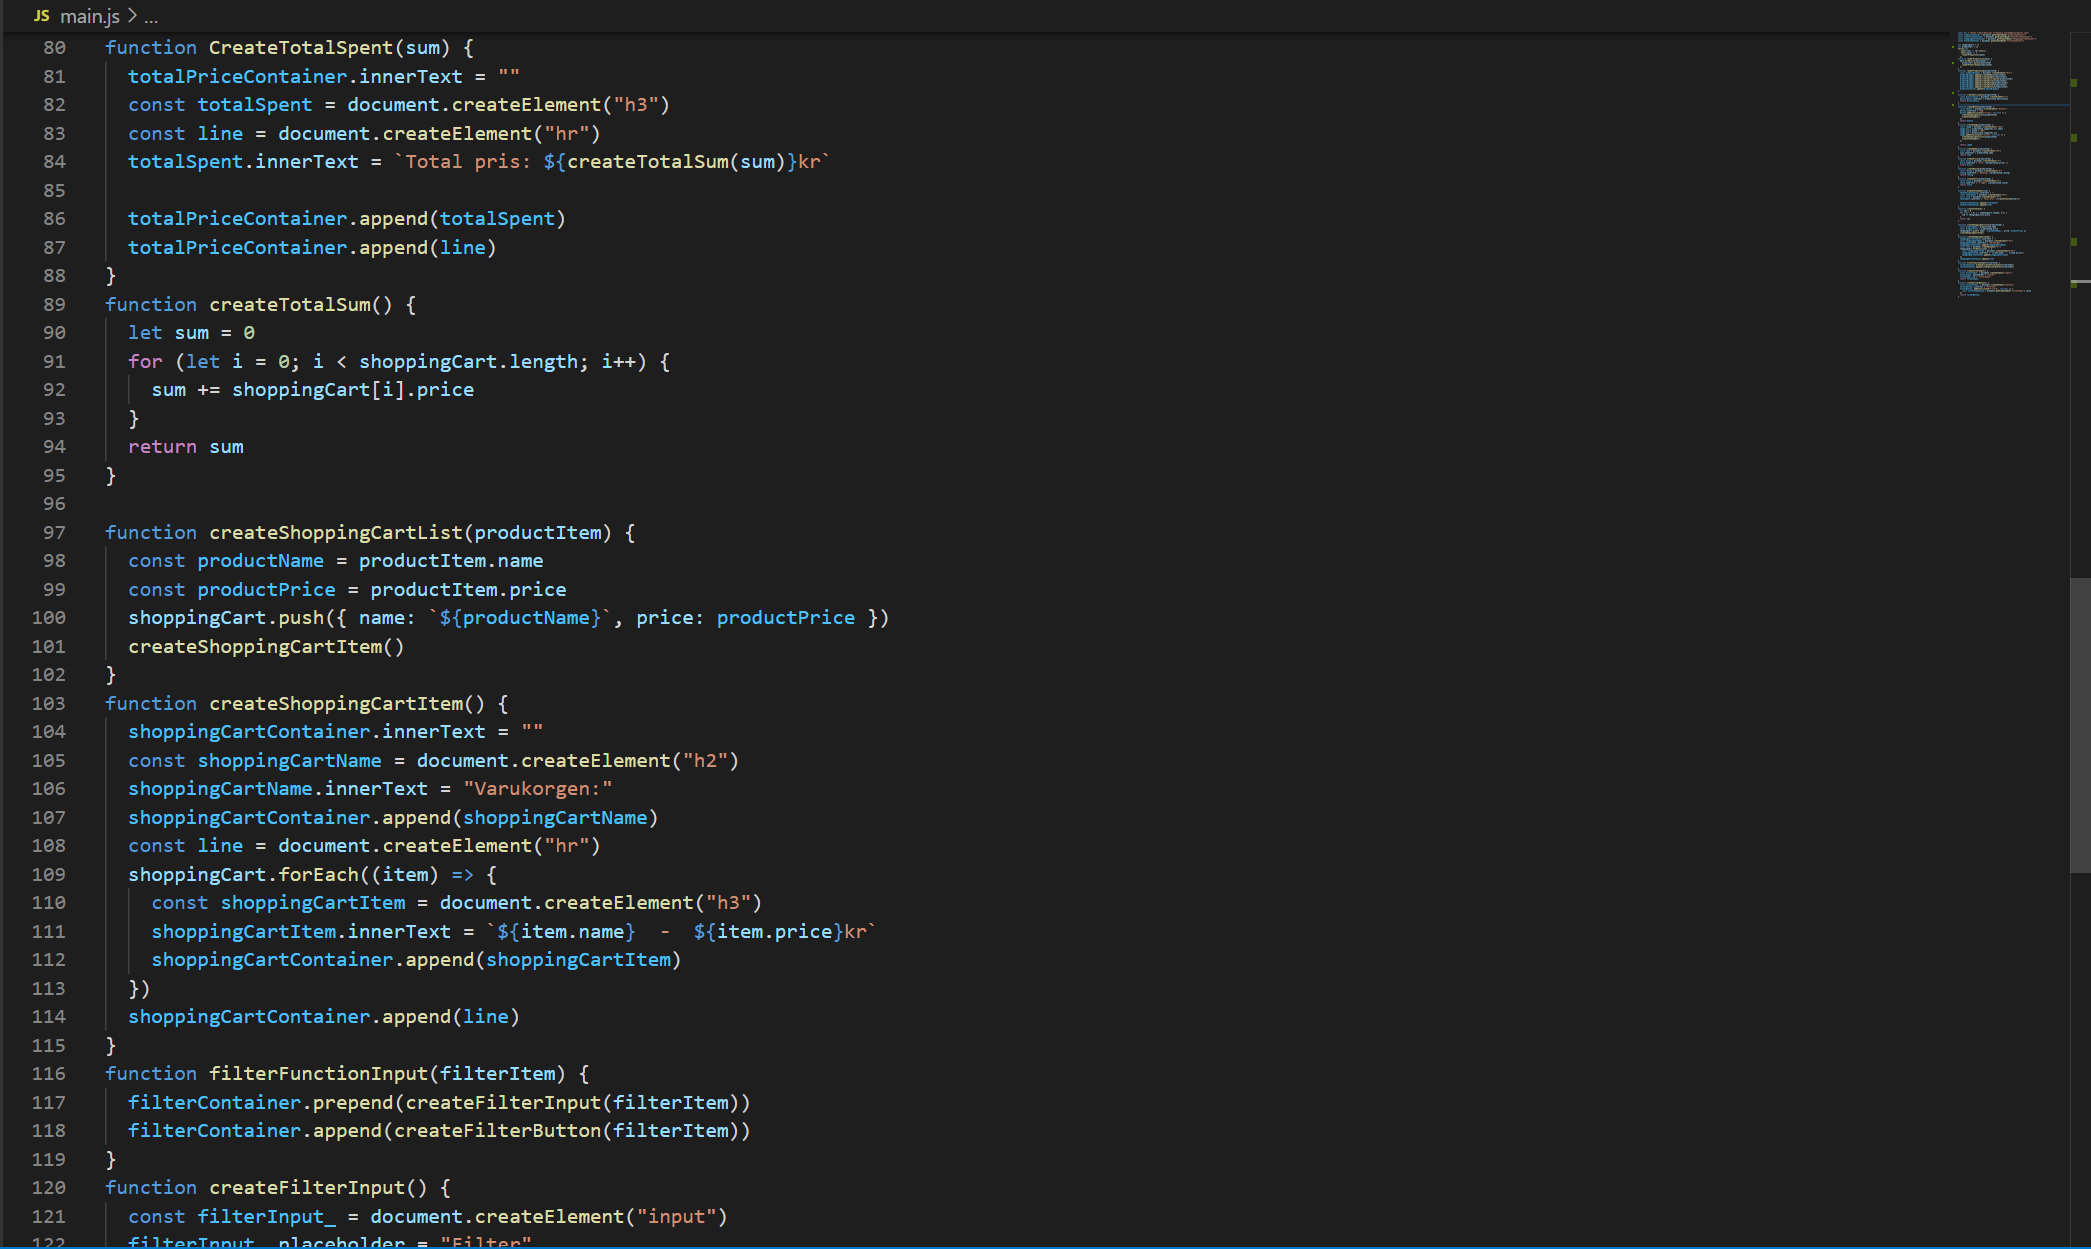 JS main.js > ...
80 function CreateTotalSpent(sum) {
81   totalPriceContainer.innerText = ""
82   const totalSpent = document.createElement("h3")
83   const line = document.createElement("hr")
84   totalSpent.innerText = `Total pris: ${createTotalSum(sum)}kr`
85
86   totalPriceContainer.append(totalSpent)
87   totalPriceContainer.append(line)
88 }
89 function createTotalSum() {
90   let sum = 0
91   for (let i = 0; i < shoppingCart.length; i++) {
92     sum += shoppingCart[i].price
93   }
94   return sum
95 }
96
97 function createShoppingCartList(productItem) {
98   const productName = productItem.name
99   const productPrice = productItem.price
100   shoppingCart.push({ name: `${productName}`, price: productPrice })
101   createShoppingCartItem()
102 }
103 function createShoppingCartItem() {
104   shoppingCartContainer.innerText = ""
105   const shoppingCartName = document.createElement("h2")
106   shoppingCartName.innerText = "Varukorgen:"
107   shoppingCartContainer.append(shoppingCartName)
108   const line = document.createElement("hr")
109   shoppingCart.forEach((item) => {
110     const shoppingCartItem = document.createElement("h3")
111     shoppingCartItem.innerText = `${item.name}  -  ${item.price}kr`
112     shoppingCartContainer.append(shoppingCartItem)
113   })
114   shoppingCartContainer.append(line)
115 }
116 function filterFunctionInput(filterItem) {
117   filterContainer.prepend(createFilterInput(filterItem))
118   filterContainer.append(createFilterButton(filterItem))
119 }
120 function createFilterInput() {
121   const filterInput_ = document.createElement("input")
122   filterInput_.placeholder = "Filter"